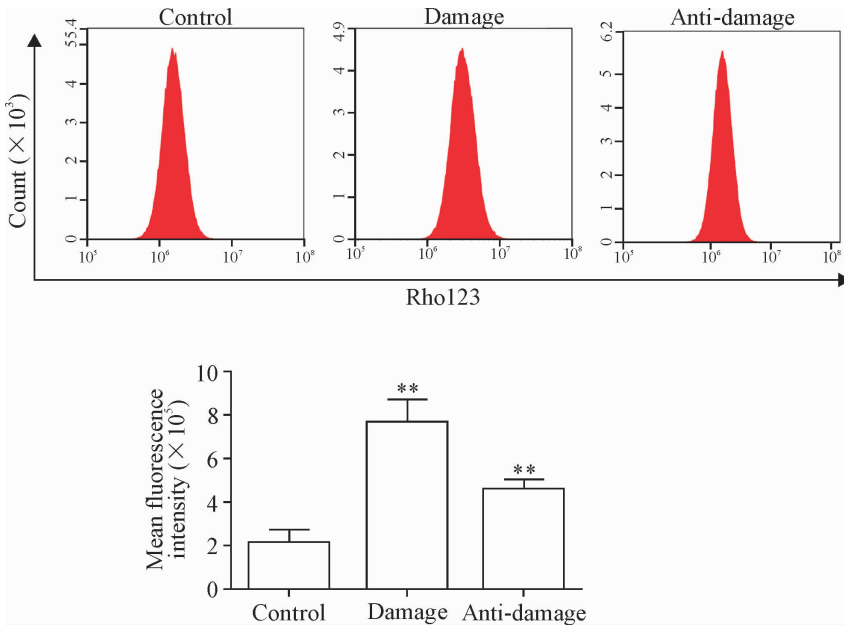 Control Damage Anti-damage
55.4 4.9 6.2
5
4 4 4
3 3 3
2 2 2
1 1 1
0 0 0
Count (×10³)
10⁵ 10⁶ 10⁷ 10⁸ 10⁵ 10⁶ 10⁷ 10⁸ 10⁵ 10⁶ 10⁷ 10⁸
Rho123
Mean fluorescence
intensity (×10⁵)
10
8
6
4
2
0
** **
Control Damage Anti-damage